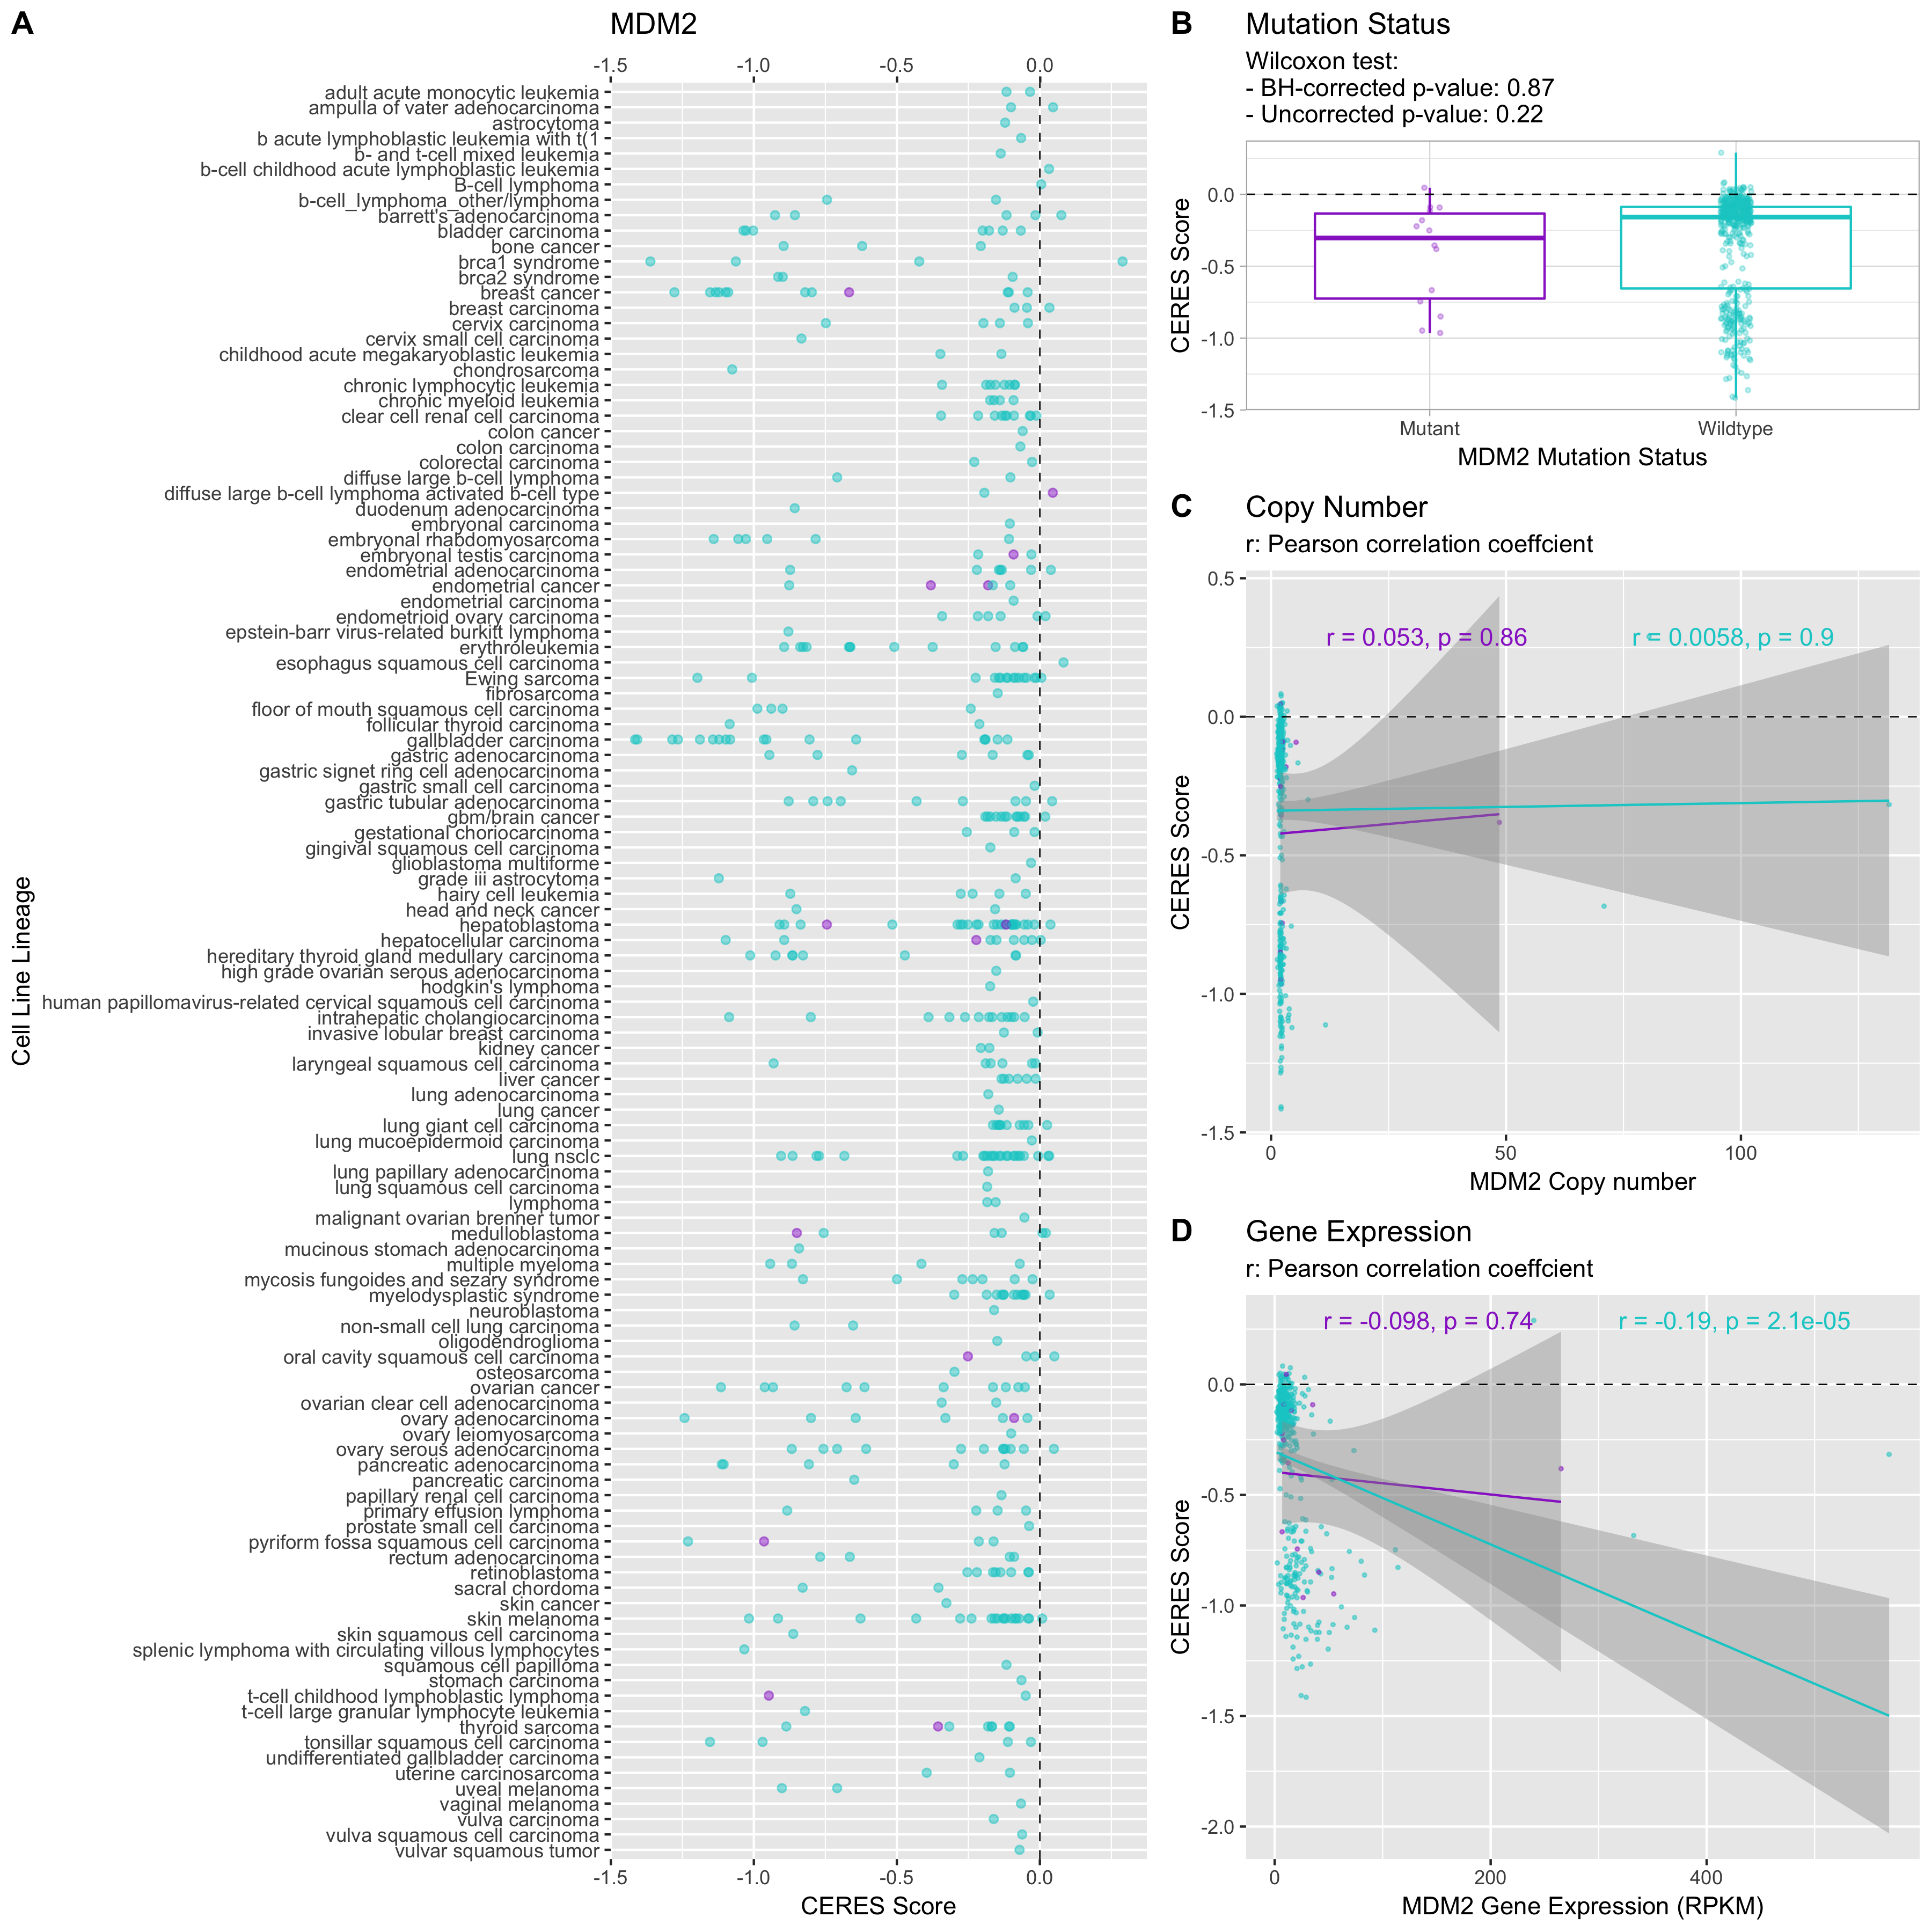 A
MDM2
-1.5
-1.0
-0.5
0.0
adult acute monocytic leukemia
ampulla of vater adenocarcinoma
astrocytoma
b acute lymphoblastic leukemia with t(1
b- and t-cell mixed leukemia
b-cell childhood acute lymphoblastic leukemia
B-cell lymphoma
b-cell_lymphoma_other/lymphoma
barrett's adenocarcinoma
bladder carcinoma
bone cancer
brca1 syndrome
brca2 syndrome
breast cancer
breast carcinoma
cervix carcinoma
cervix small cell carcinoma
childhood acute megakaryoblastic leukemia
chondrosarcoma
chronic lymphocytic leukemia
chronic myeloid leukemia
clear cell renal cell carcinoma
colon cancer
colon carcinoma
colorectal carcinoma
diffuse large b-cell lymphoma
diffuse large b-cell lymphoma activated b-cell type
duodenum adenocarcinoma
embryonal carcinoma
embryonal rhabdomyosarcoma
embryonal testis carcinoma
endometrial adenocarcinoma
endometrial cancer
endometrial carcinoma
endometrioid ovary carcinoma
epstein-barr virus-related burkitt lymphoma
erythroleukemia
esophagus squamous cell carcinoma
Ewing sarcoma
fibrosarcoma
floor of mouth squamous cell carcinoma
follicular thyroid carcinoma
gallbladder carcinoma
gastric adenocarcinoma
gastric signet ring cell adenocarcinoma
gastric small cell carcinoma
gastric tubular adenocarcinoma
gbm/brain cancer
gestational choriocarcinoma
gingival squamous cell carcinoma
glioblastoma multiforme
grade iii astrocytoma
hairy cell leukemia
head and neck cancer
hepatoblastoma
hepatocellular carcinoma
hereditary thyroid gland medullary carcinoma
high grade ovarian serous adenocarcinoma
hodgkin's lymphoma
human papillomavirus-related cervical squamous cell carcinoma
intrahepatic cholangiocarcinoma
invasive lobular breast carcinoma
kidney cancer
laryngeal squamous cell carcinoma
liver cancer
lung adenocarcinoma
lung cancer
lung giant cell carcinoma
lung mucoepidermoid carcinoma
lung nsclc
lung papillary adenocarcinoma
lung squamous cell carcinoma
lymphoma
malignant ovarian brenner tumor
medulloblastoma
mucinous stomach adenocarcinoma
multiple myeloma
mycosis fungoides and sezary syndrome
myelodysplastic syndrome
neuroblastoma
non-small cell lung carcinoma
oligodendroglioma
oral cavity squamous cell carcinoma
osteosarcoma
ovarian cancer
ovarian clear cell adenocarcinoma
ovary adenocarcinoma
ovary leiomyosarcoma
ovary serous adenocarcinoma
pancreatic adenocarcinoma
pancreatic carcinoma
papillary renal cell carcinoma
primary effusion lymphoma
prostate small cell carcinoma
pyriform fossa squamous cell carcinoma
rectum adenocarcinoma
retinoblastoma
sacral chordoma
skin cancer
skin melanoma
skin squamous cell carcinoma
splenic lymphoma with circulating villous lymphocytes
squamous cell papilloma
stomach carcinoma
t-cell childhood lymphoblastic lymphoma
t-cell large granular lymphocyte leukemia
thyroid sarcoma
tonsillar squamous cell carcinoma
undifferentiated gallbladder carcinoma
uterine carcinosarcoma
uveal melanoma
vaginal melanoma
vulva carcinoma
vulva squamous cell carcinoma
vulvar squamous tumor
-1.5
-1.0
-0.5
0.0
CERES Score
Cell Line Lineage
B
Mutation Status
Wilcoxon test:
- BH-corrected p-value: 0.87
- Uncorrected p-value: 0.22
0.0
-0.5
-1.0
-1.5
CERES Score
Mutant
Wildtype
MDM2 Mutation Status
C
Copy Number
r: Pearson correlation coeffcient
0.5
0.0
-0.5
-1.0
-1.5
CERES Score
r = 0.053, p = 0.86
r = 0.0058, p = 0.9
0
50
100
MDM2 Copy number
D
Gene Expression
r: Pearson correlation coeffcient
r = -0.098, p = 0.74
r = -0.19, p = 2.1e-05
0.0
-0.5
-1.0
-1.5
-2.0
CERES Score
0
200
400
MDM2 Gene Expression (RPKM)